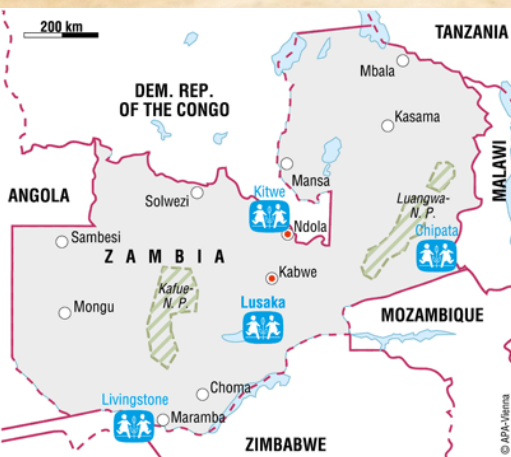 200 km
TANZANIA
Mbala
DEM. REP.
OF THE CONGO
Kasama
MALAWI
Mansa
Kitwe
Solwezi
Luangwa-
N. P.
ANGOLA
Ndola
Chipata
Sambesi
ZAMBIA
Kabwe
Kafue-
N. P.
Mongu
Lusaka
MOZAMBIQUE
Choma
Livingstone
Maramba
ZIMBABWE
© APA-Vienna